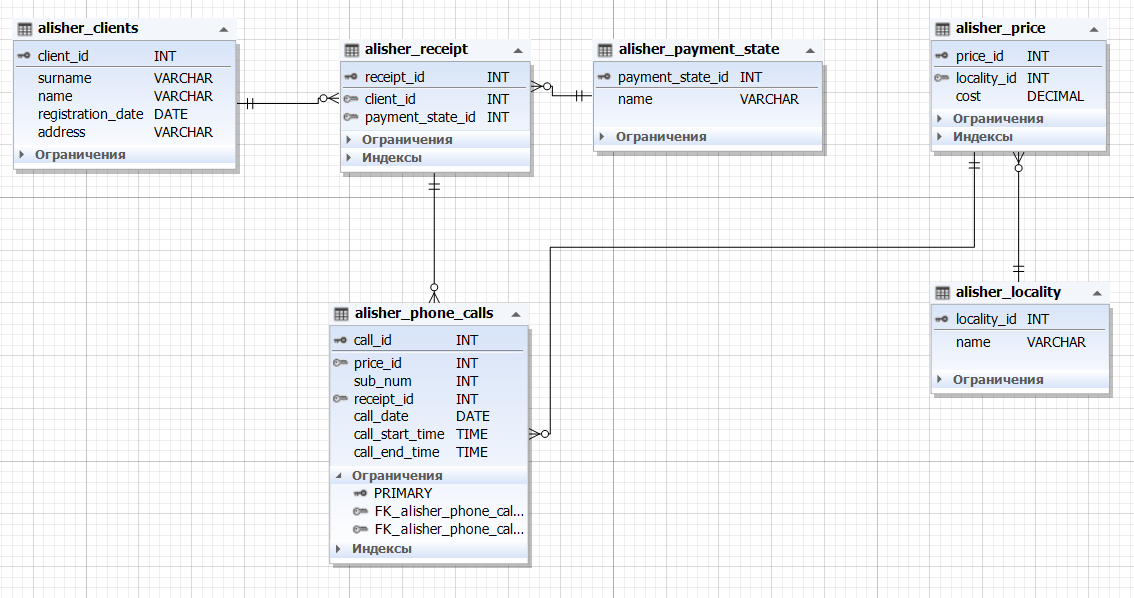 alisher_clients
client_id INT
surname VARCHAR
name VARCHAR
registration_date DATE
address VARCHAR
Ограничения
alisher_receipt
receipt_id INT
client_id INT
payment_state_id INT
Ограничения
Индексы
alisher_payment_state
payment_state_id INT
name VARCHAR
Ограничения
alisher_price
price_id INT
locality_id INT
cost DECIMAL
Ограничения
Индексы
alisher_phone_calls
call_id INT
price_id INT
sub_num INT
receipt_id INT
call_date DATE
call_start_time TIME
call_end_time TIME
Ограничения
PRIMARY
FK_alisher_phone_cal...
FK_alisher_phone_cal...
Индексы
alisher_locality
locality_id INT
name VARCHAR
Ограничения